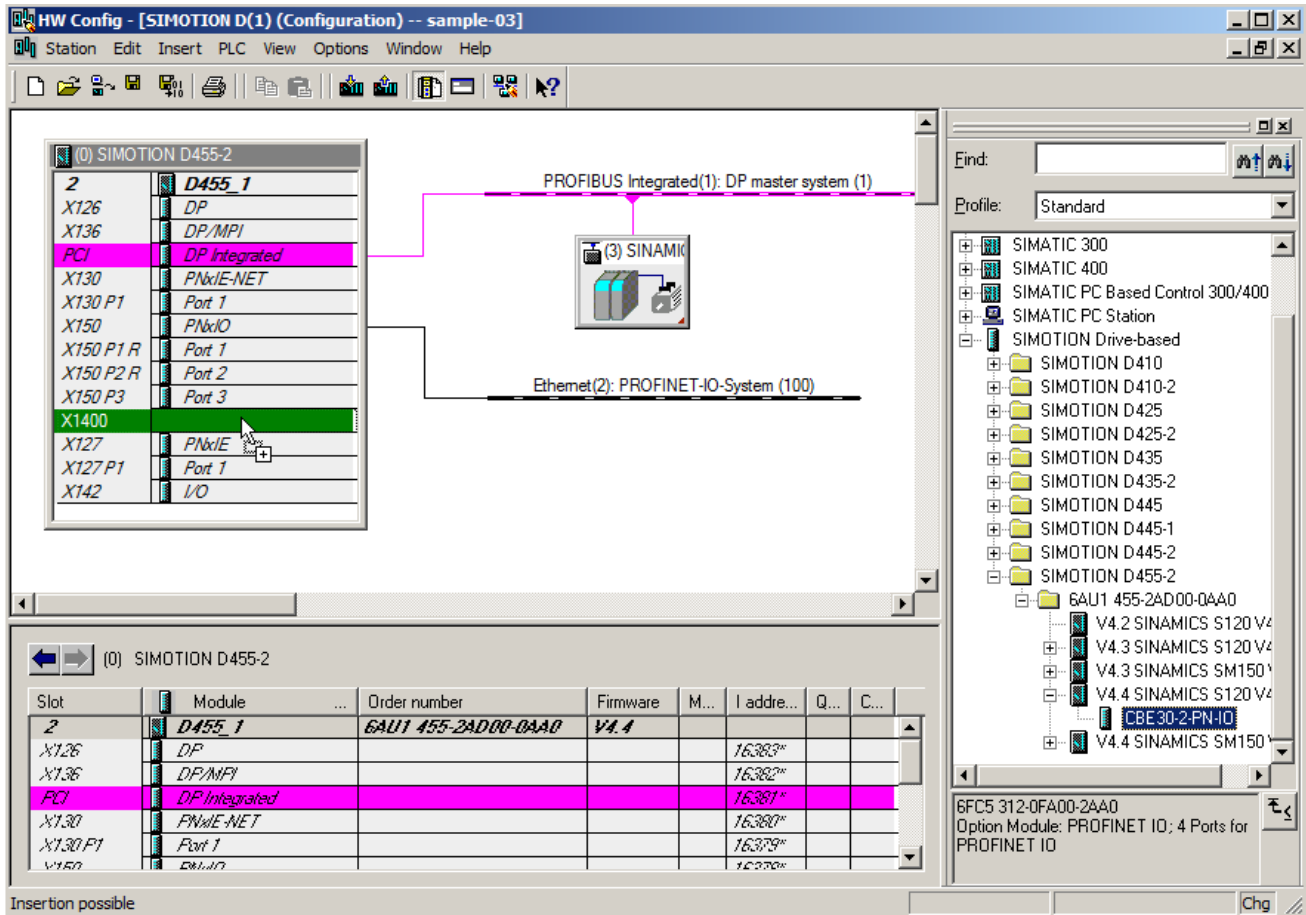 HW Config - [SIMOTION D(1) (Configuration) -- sample-03]
Station Edit Insert PLC View Options Window Help
(0) SIMOTION D455-2
2 D455_1
X126 DP
X136 DP/MPI
PCI DP Integrated
X130 PNxIE-NET
X130 P1 Port 1
X150 PNxIO
X150 P1 R Port 1
X150 P2 R Port 2
X150 P3 Port 3
X1400
X127 PNxIE
X127 P1 Port 1
X142 I/O
PROFIBUS Integrated(1): DP master system (1)
(3) SINAMIC
Ethernet(2): PROFINET-IO-System (100)
Find:
Profile: Standard
SIMATIC 300
SIMATIC 400
SIMATIC PC Based Control 300/400
SIMATIC PC Station
SIMOTION Drive-based
SIMOTION D410
SIMOTION D410-2
SIMOTION D425
SIMOTION D425-2
SIMOTION D435
SIMOTION D435-2
SIMOTION D445
SIMOTION D445-1
SIMOTION D445-2
SIMOTION D455-2
6AU1 455-2AD00-0AA0
V4.2 SINAMICS S120 V4
V4.3 SINAMICS S120 V4
V4.3 SINAMICS SM150 V
V4.4 SINAMICS S120 V4
CBE30-2-PN-IO
V4.4 SINAMICS SM150
6FC5 312-0FA00-2AA0
Option Module: PROFINET IO; 4 Ports for
PROFINET IO
(0) SIMOTION D455-2
Slot Module ... Order number Firmware M... I addre... Q... C...
2 D455_1 6AU1 455-2AD00-0AA0 V4.4
X126 DP 16383*
X136 DP/MPI 16382*
PCI DP Integrated 16381*
X130 PNxIE-NET 16380*
X130 P1 Port 1 16379*
X150 PNxIO 16378*
Insertion possible
Chg